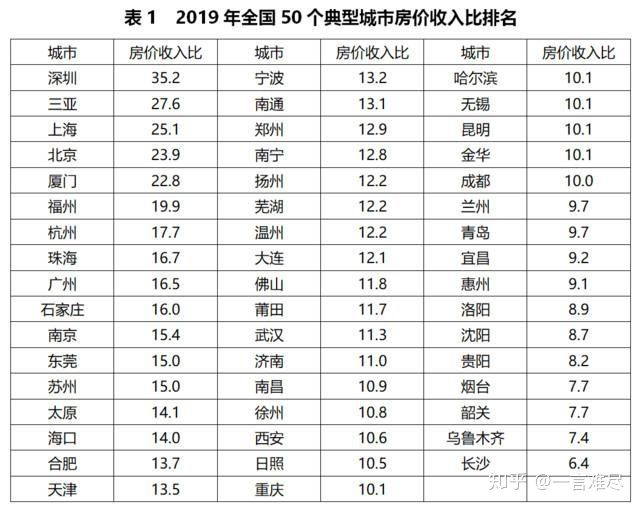 表 1 2019 年全国 50 个典型城市房价收入比排名
城市 房价收入比 城市 房价收入比 城市 房价收入比
深圳 35.2 宁波 13.2 哈尔滨 10.1
三亚 27.6 南通 13.1 无锡 10.1
上海 25.1 郑州 12.9 昆明 10.1
北京 23.9 南宁 12.8 金华 10.1
厦门 22.8 扬州 12.2 成都 10.0
福州 19.9 芜湖 12.2 兰州 9.7
杭州 17.7 温州 12.2 青岛 9.7
珠海 16.7 大连 12.1 宜昌 9.2
广州 16.5 佛山 11.8 惠州 9.1
石家庄 16.0 莆田 11.7 洛阳 8.9
南京 15.4 武汉 11.3 沈阳 8.7
东莞 15.0 济南 11.0 贵阳 8.2
苏州 15.0 南昌 10.9 烟台 7.7
太原 14.1 徐州 10.8 韶关 7.7
海口 14.0 西安 10.6 乌鲁木齐 7.4
合肥 13.7 日照 10.5 长沙 6.4
天津 13.5 重庆 10.1
知乎 @一言难尽